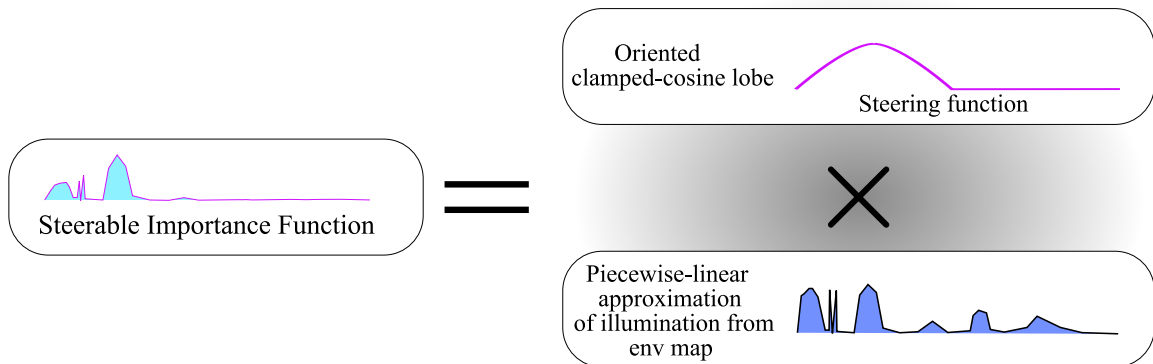 Oriented
clamped-cosine lobe
Steering function
Steerable Importance Function
Piecewise-linear
approximation
of illumination from
env map